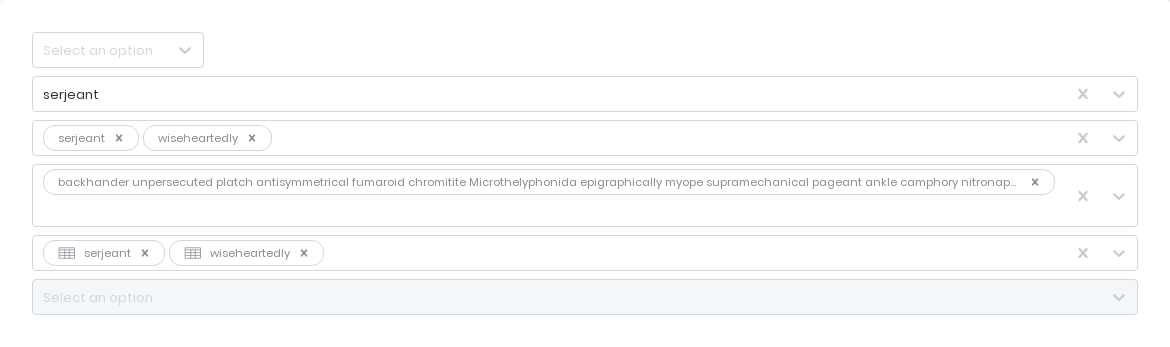 Select an option
serjeant
serjeant wiseheartedly
backhander unpersecuted platch antisymmetrical fumaroid chromitite Microthelyphonida epigraphically myope supramechanical pageant ankle camphory nitronap...
serjeant wiseheartedly
Select an option